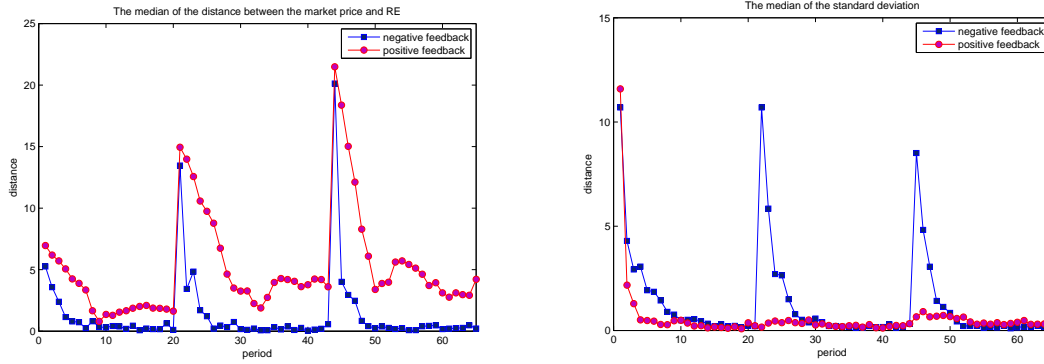 The median of the distance between the market price and RE
25
20
15
10
5
0
distance
negative feedback
positive feedback
0 10 20 30 40 50 60
period
The median of the standard deviation
15
10
5
0
distance
negative feedback
positive feedback
0 10 20 30 40 50 60
period